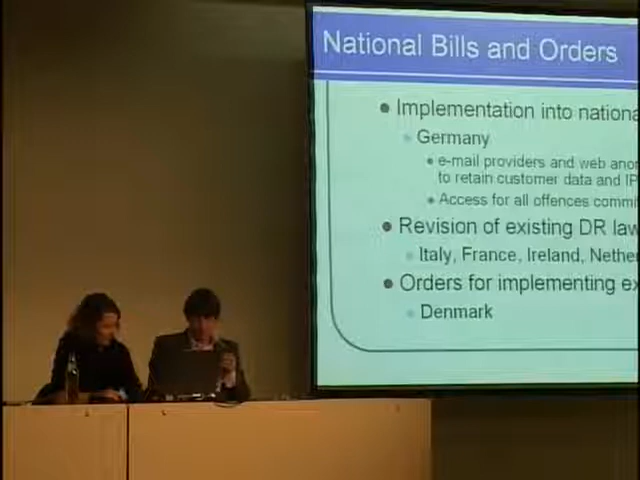 National Bills and Orders
Implementation into nationa
Germany
e-mail providers and web anon
to retain customer data and IP
Access for all offences commi
Revision of existing DR law
Italy, France, Ireland, Nethe
Orders for implementing ex
Denmark